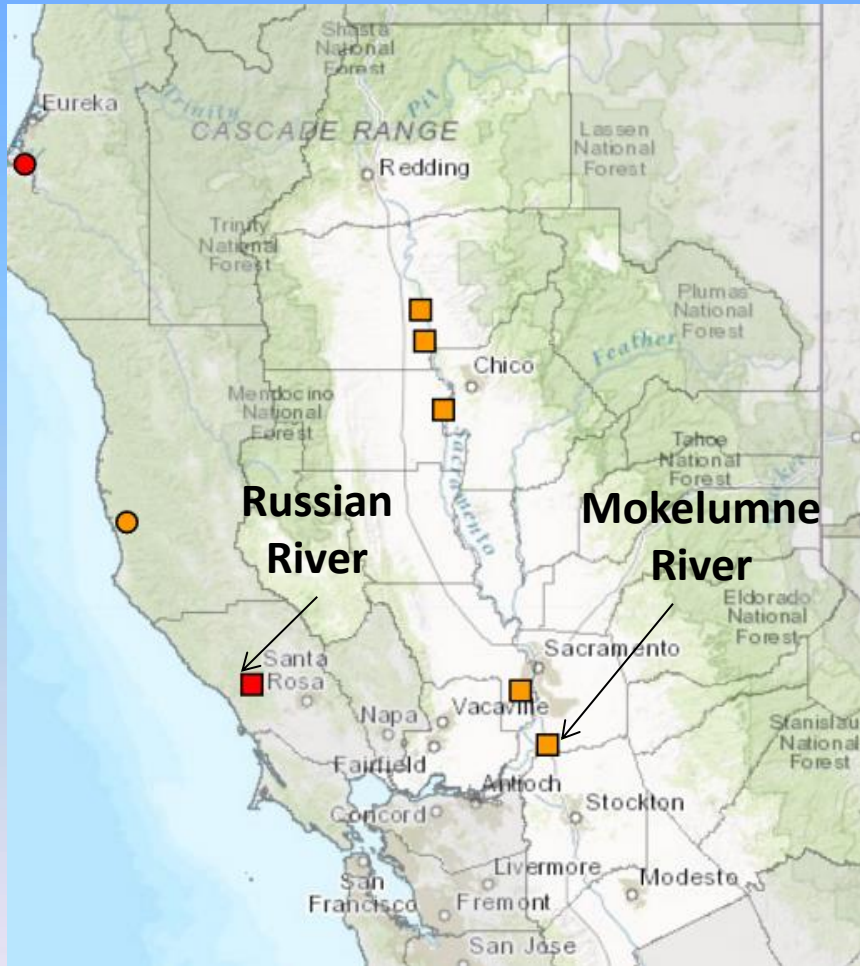 Shasta
National
Forest
Pit
Eureka
Trinity
CASCADE RANGE
Lassen
National
Forest
Redding
Trinity
National
Forest
Plumas
National
Forest
Feather
Chico
Mendocino
National
Forest
Sacramento
Tahoe
National
Forest
Russian
River
Mokelumne
River
Eldorado
National
Forest
Sacramento
Santa
Rosa
Vacaville
Napa
Stanislau
National
Forest
Fairfield
Antioch
Concord
Stockton
Livermore
Modesto
San
Francisco
Fremont
San Jose